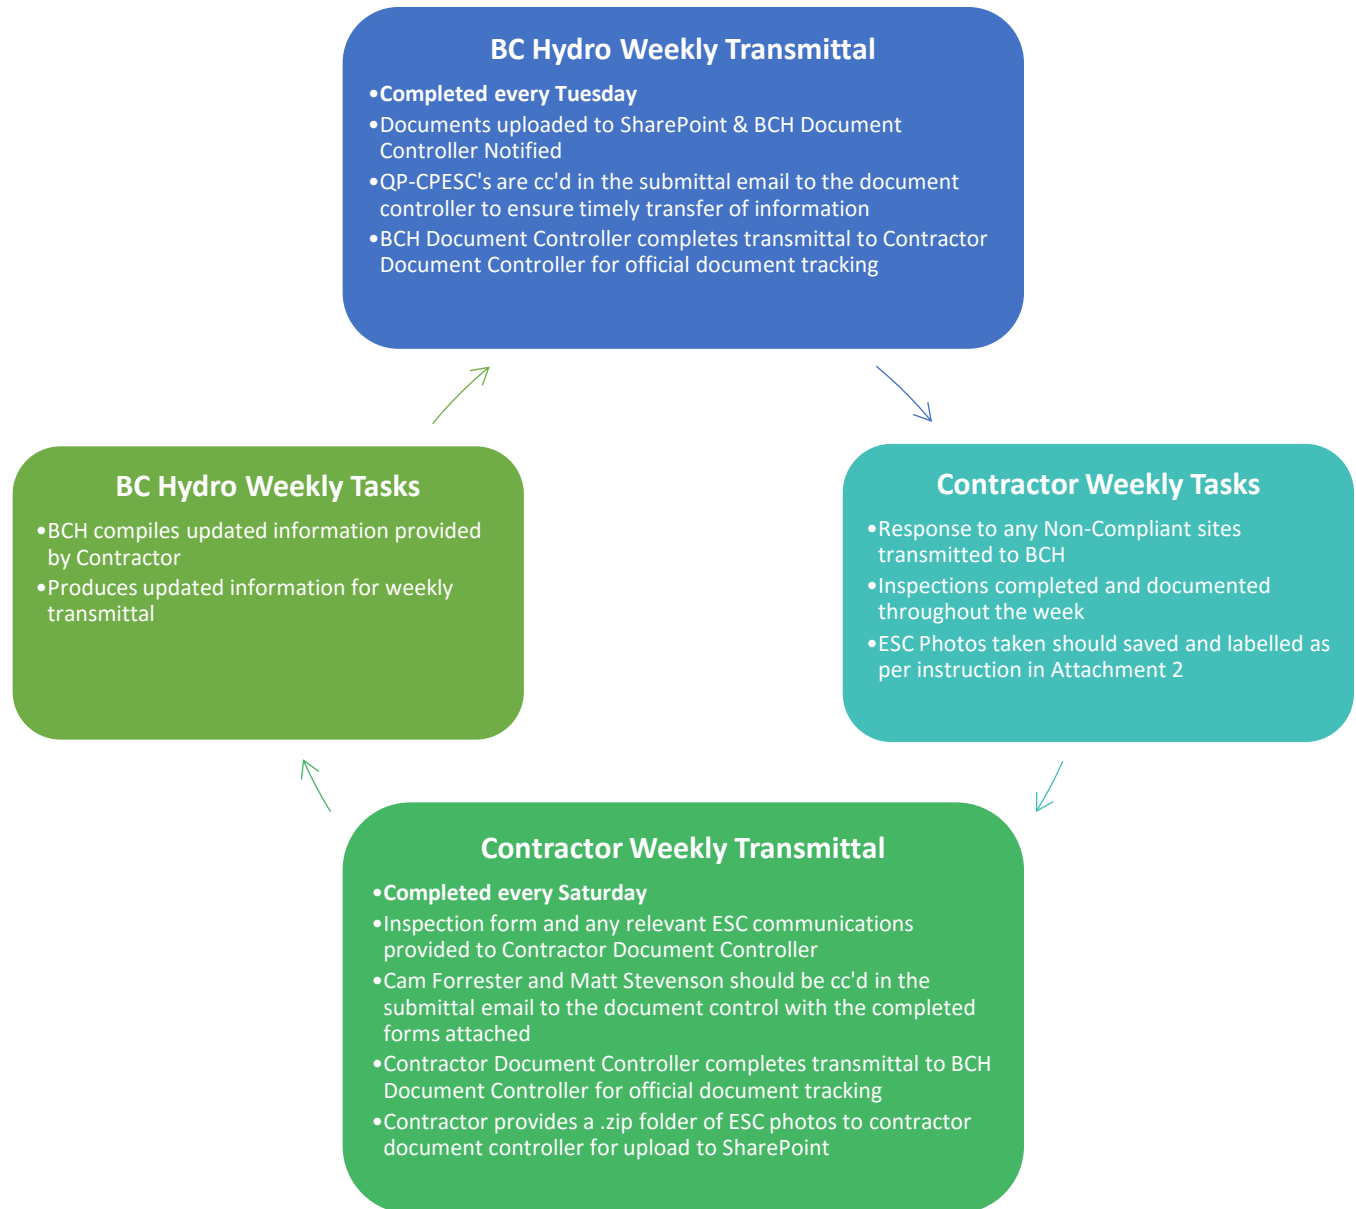 BC Hydro Weekly Transmittal
•Completed every Tuesday
•Documents uploaded to SharePoint & BCH Document
Controller Notified
•QP-CPESC's are cc'd in the submittal email to the document
controller to ensure timely transfer of information
•BCH Document Controller completes transmittal to Contractor
Document Controller for official document tracking
BC Hydro Weekly Tasks
•BCH compiles updated information provided
by Contractor
•Produces updated information for weekly
transmittal
Contractor Weekly Tasks
•Response to any Non-Compliant sites
transmitted to BCH
•Inspections completed and documented
throughout the week
•ESC Photos taken should saved and labelled as
per instruction in Attachment 2
Contractor Weekly Transmittal
•Completed every Saturday
•Inspection form and any relevant ESC communications
provided to Contractor Document Controller
•Cam Forrester and Matt Stevenson should be cc'd in the
submittal email to the document control with the completed
forms attached
•Contractor Document Controller completes transmittal to BCH
Document Controller for official document tracking
•Contractor provides a .zip folder of ESC photos to contractor
document controller for upload to SharePoint